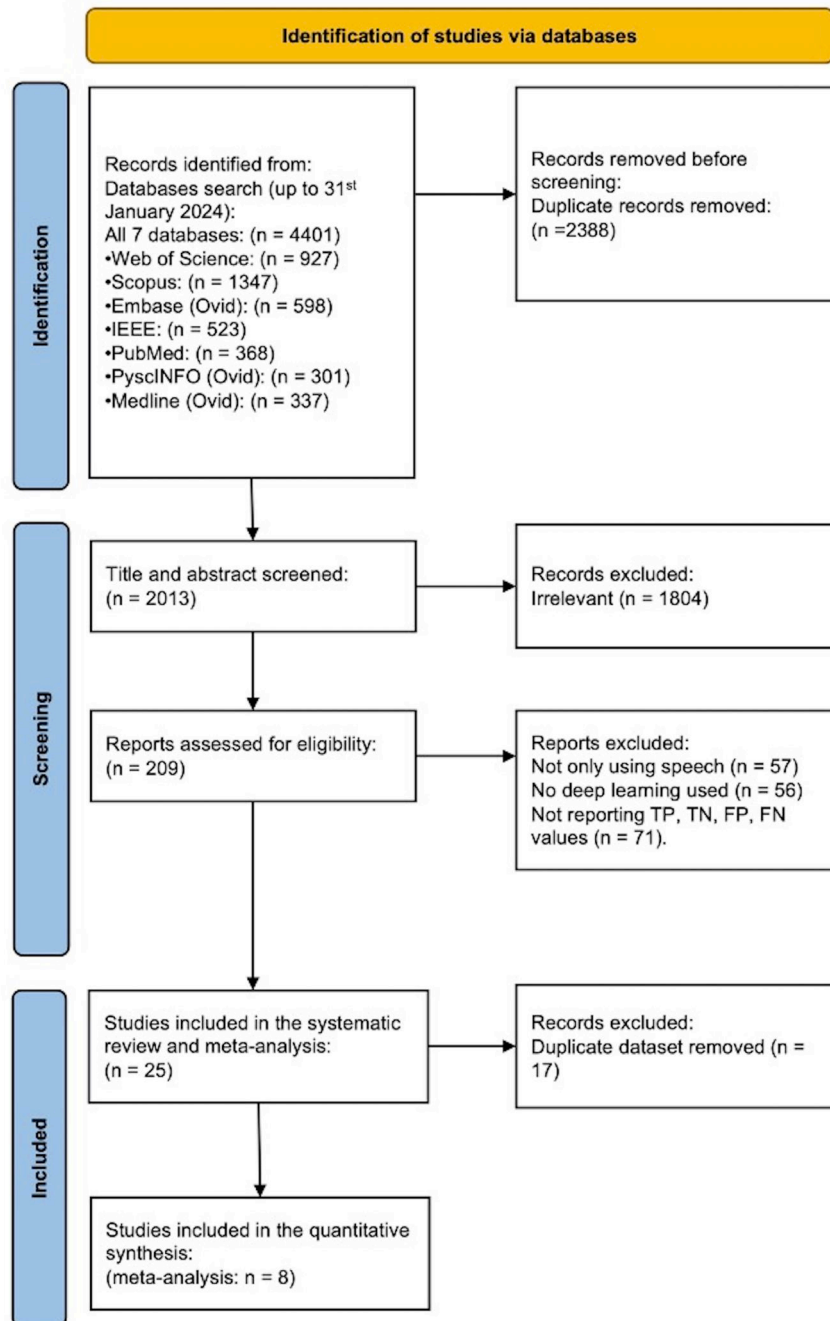 Identification of studies via databases
Identification
Records identified from:
Databases search (up to 31st
January 2024):
All 7 databases: (n = 4401)
•Web of Science: (n = 927)
•Scopus: (n = 1347)
•Embase (Ovid): (n = 598)
•IEEE: (n = 523)
•PubMed: (n = 368)
•PyscINFO (Ovid): (n = 301)
•Medline (Ovid): (n = 337)
Records removed before
screening:
Duplicate records removed:
(n =2388)
Screening
Title and abstract screened:
(n = 2013)
Records excluded:
Irrelevant (n = 1804)
Reports assessed for eligibility:
(n = 209)
Reports excluded:
Not only using speech (n = 57)
No deep learning used (n = 56)
Not reporting TP, TN, FP, FN
values (n = 71).
Included
Studies included in the systematic
review and meta-analysis:
(n = 25)
Records excluded:
Duplicate dataset removed (n =
17)
Studies included in the quantitative
synthesis:
(meta-analysis: n = 8)